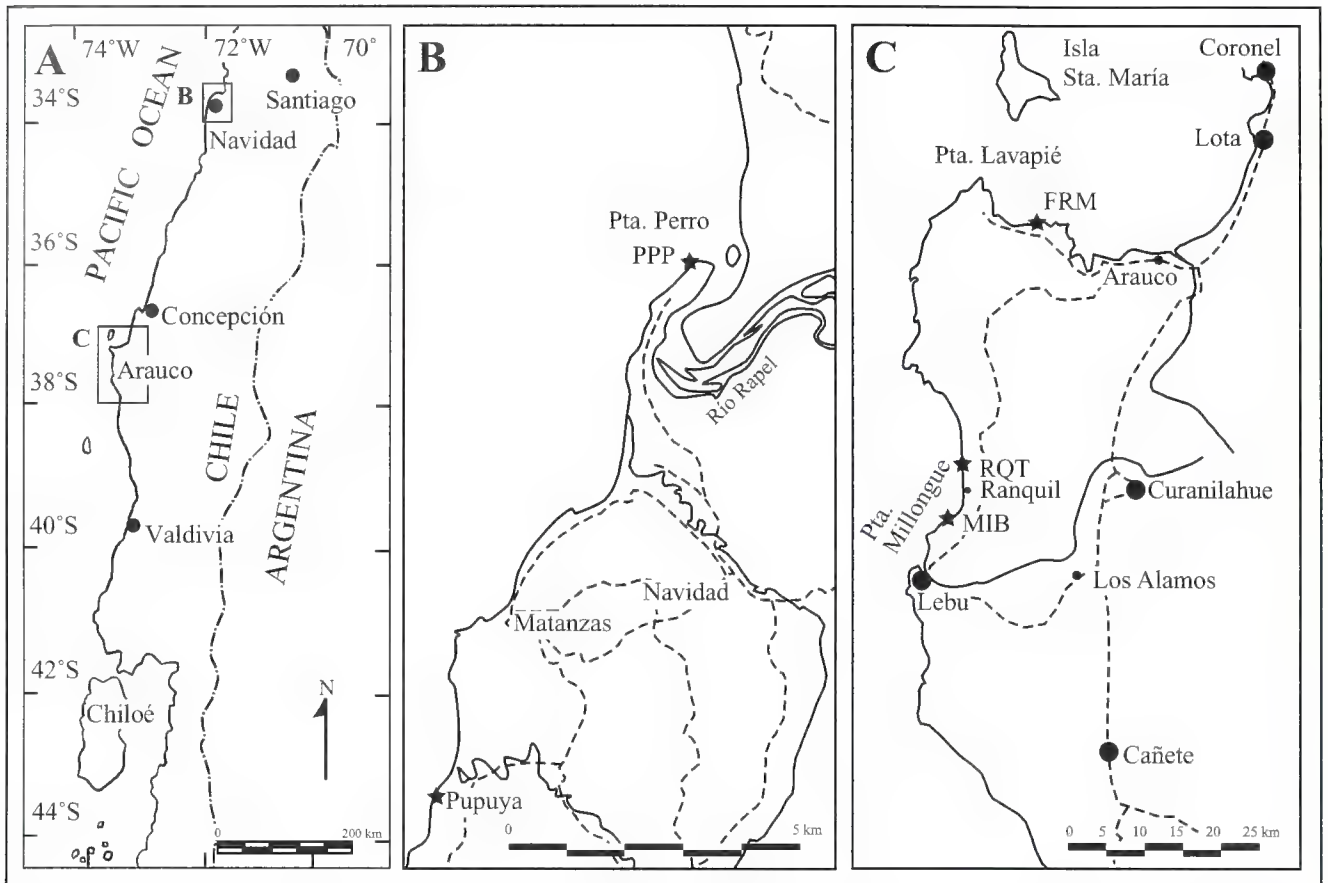 A
74˚W
72˚W
70˚
34˚S
B
Santiago
Navidad
PACIFIC OCEAN
36˚S
Concepción
C
Arauco
38˚S
CHILE
ARGENTINA
40˚S
Valdivia
42˚S
Chiloé
N
44˚S
0 200 km
B
Pta. Perro
PPP
Río Rapel
Navidad
Matanzas
Pupuya
0 5 km
C
Isla
Sta. María
Coronel
Lota
Pta. Lavapié
FRM
Arauco
Pta. Millongue
RQT
Ranquil
MIB
Curanilahue
Los Alamos
Lebu
Cañete
0 5 10 15 20 25 km